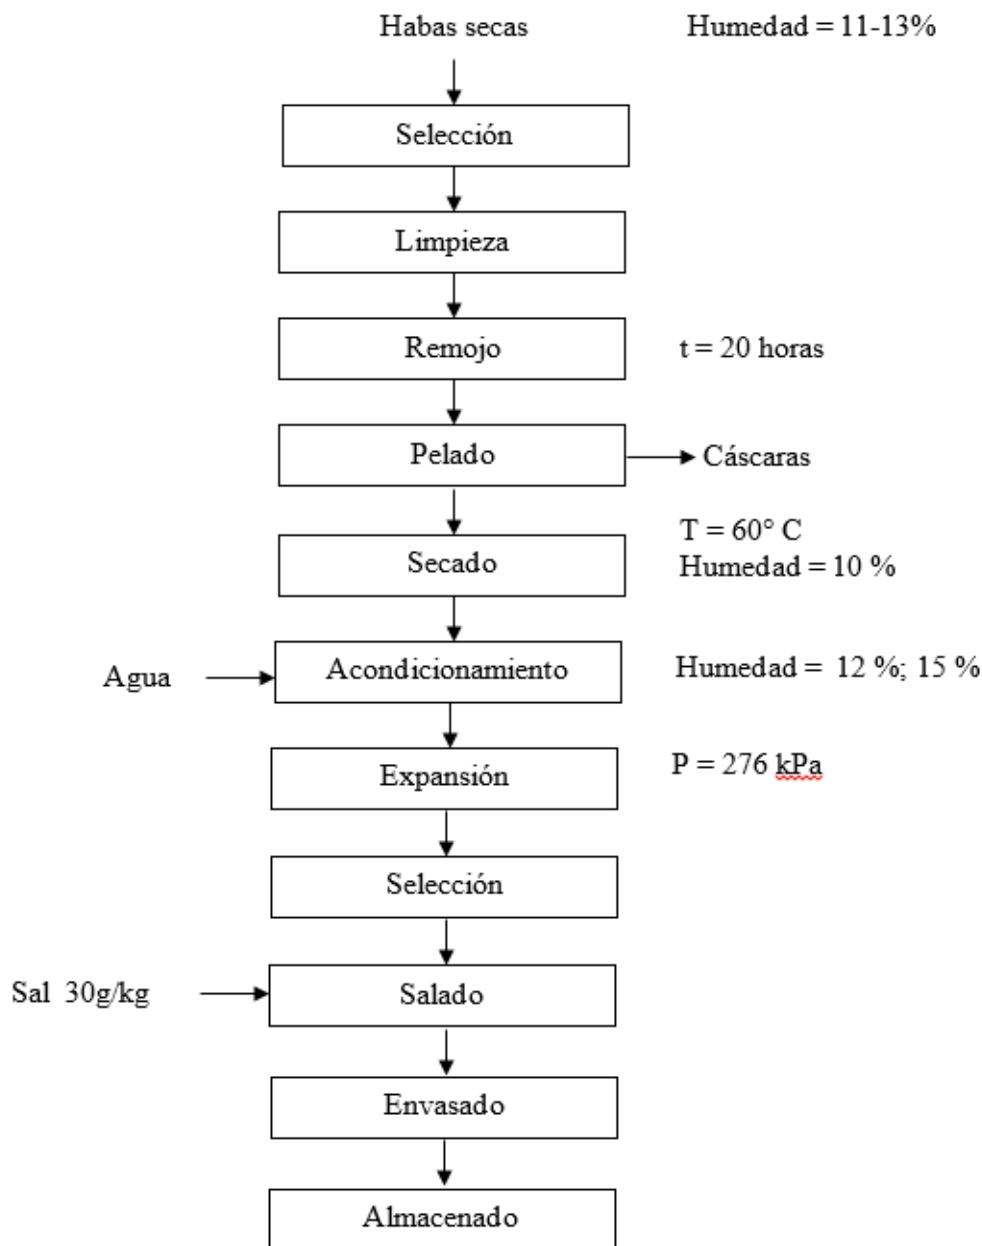 Habas secas
Humedad = 11-13%
Selección
Limpieza
Remojo
t = 20 horas
Pelado
Cáscaras
T = 60° C
Secado
Humedad = 10 %
Agua
Acondicionamiento
Humedad = 12 %; 15 %
Expansión
P = 276 kPa
Selección
Sal 30g/kg
Salado
Envasado
Almacenado